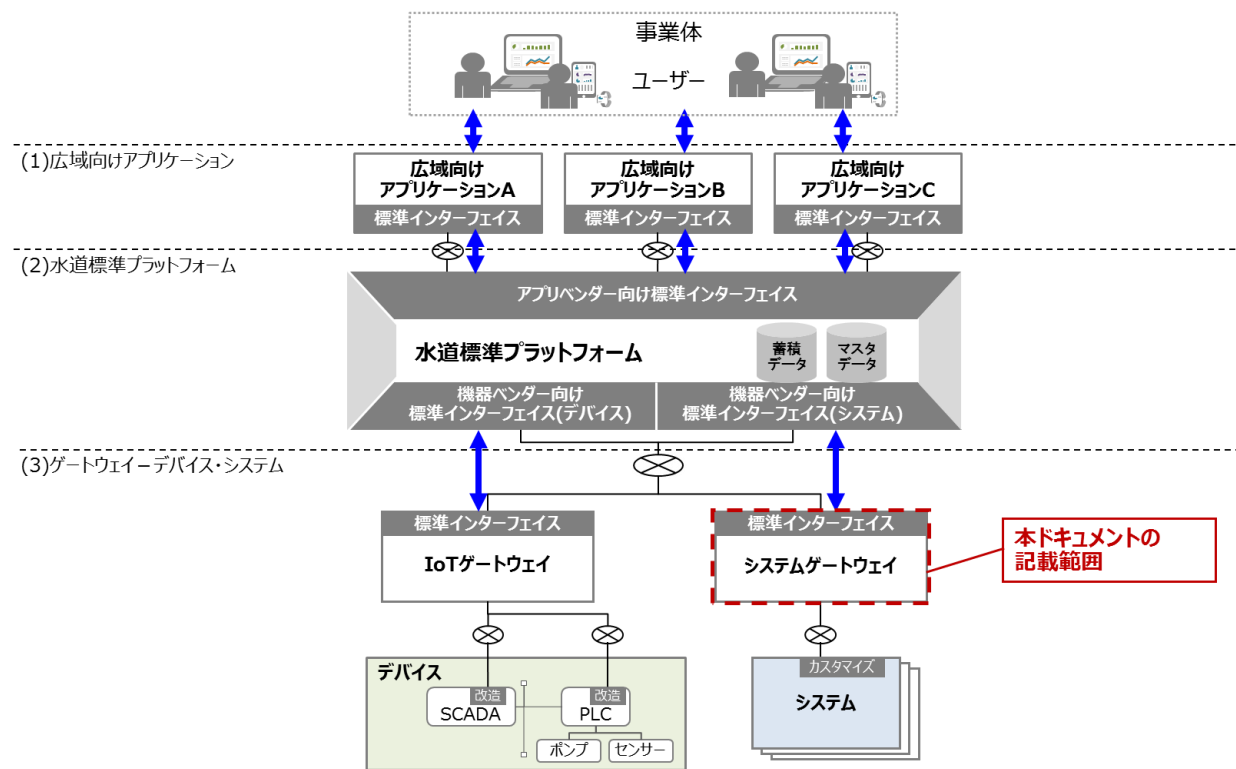 事業体
ユーザー
(1)広域向けアプリケーション
広域向け
アプリケーションA
標準インターフェイス
広域向け
アプリケーションB
標準インターフェイス
広域向け
アプリケーションC
標準インターフェイス
(2)水道標準プラットフォーム
アプリベンダー向け標準インターフェイス
水道標準プラットフォーム
蓄積
データ
マスタ
データ
機器ベンダー向け
標準インターフェイス(デバイス)
機器ベンダー向け
標準インターフェイス(システム)
(3)ゲートウェイ–デバイス・システム
標準インターフェイス
IoTゲートウェイ
標準インターフェイス
システムゲートウェイ
本ドキュメントの
記載範囲
デバイス
改造
SCADA
改造
PLC
ポンプ
センサー
カスタマイズ
システム